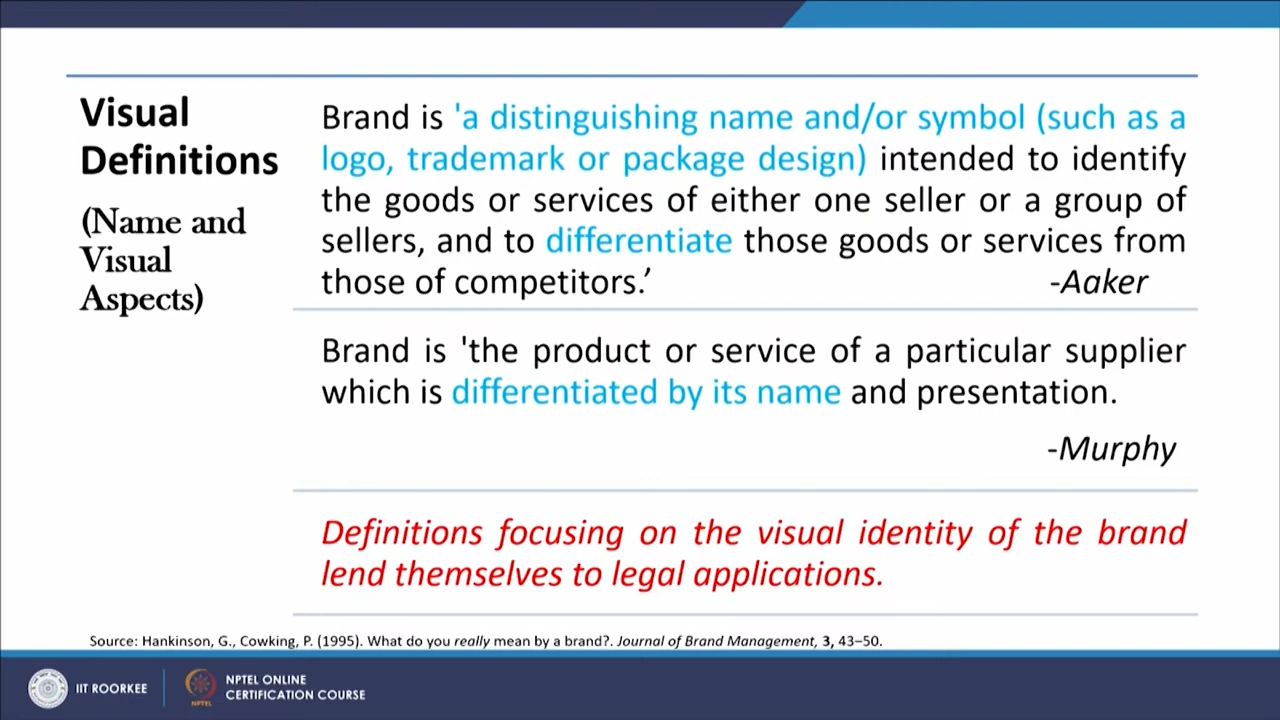 Visual
Definitions
(Name and
Visual
Aspects)
Brand is 'a distinguishing name and/or symbol (such as a
logo, trademark or package design) intended to identify
the goods or services of either one seller or a group of
sellers, and to differentiate those goods or services from
those of competitors.’ -Aaker
Brand is 'the product or service of a particular supplier
which is differentiated by its name and presentation.
-Murphy
Definitions focusing on the visual identity of the brand
lend themselves to legal applications.
Source: Hankinson, G., Cowking, P. (1995). What do you really mean by a brand?. Journal of Brand Management, 3, 43–50.
IIT ROORKEE
NPTEL
NPTEL ONLINE
CERTIFICATION COURSE